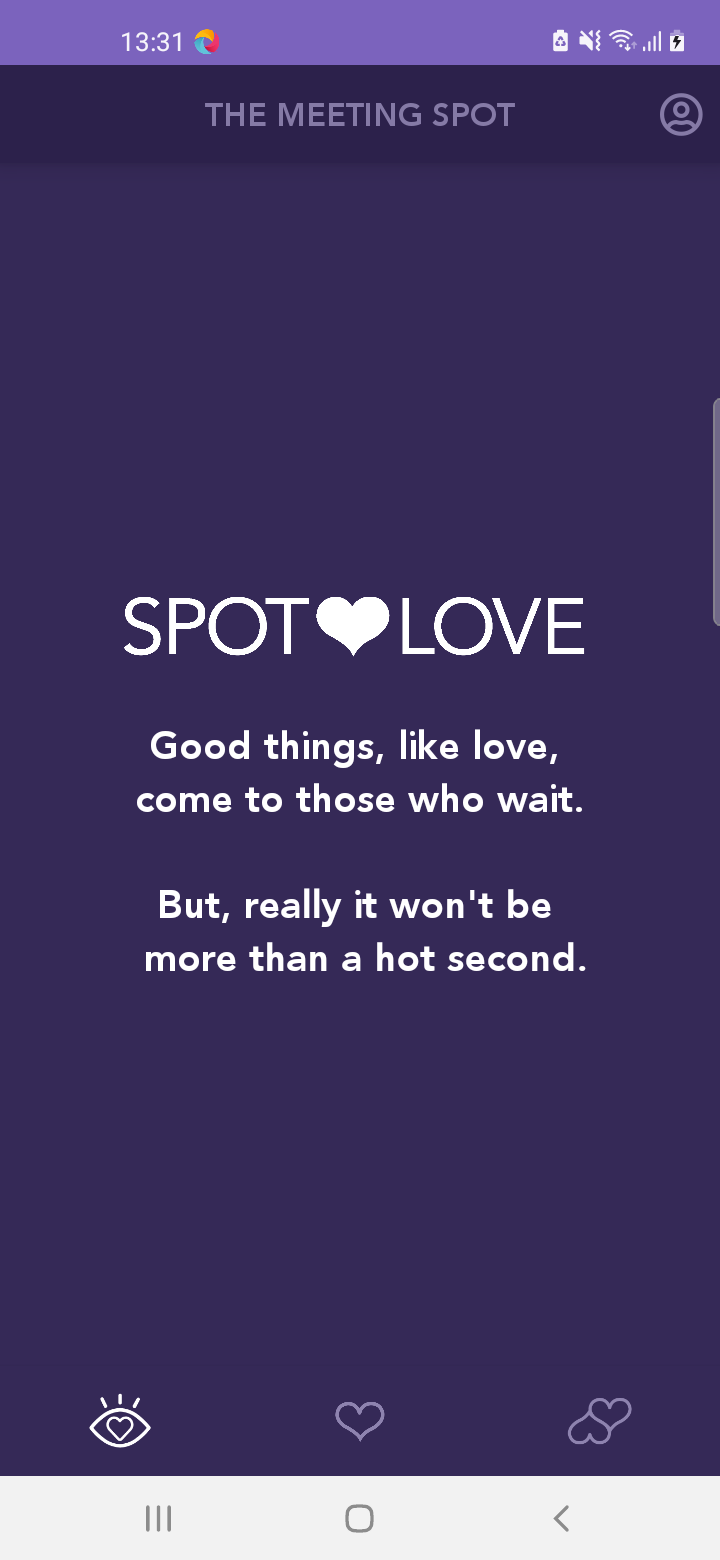 13:31
THE MEETING SPOT
SPOT LOVE
Good things, like love,
come to those who wait.
But, really it won't be
more than a hot second.